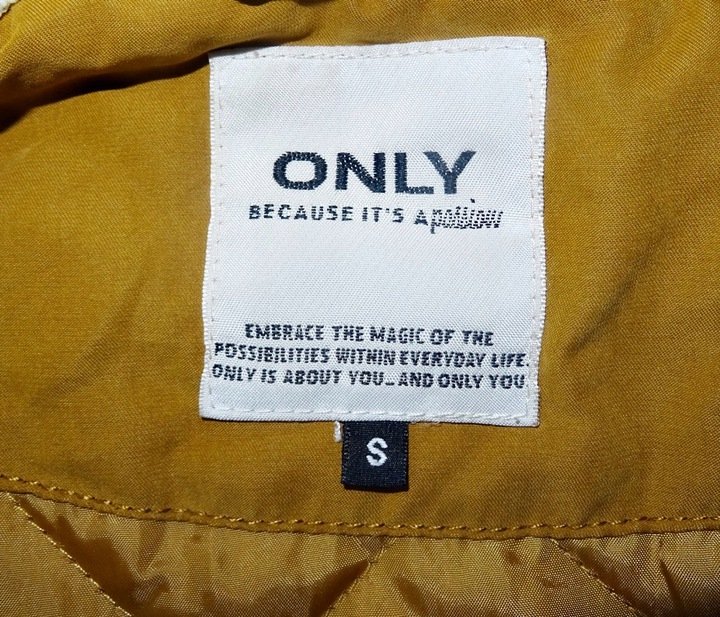 ONLY
BECAUSE IT'S A passion
EMBRACE THE MAGIC OF THE
POSSIBILITIES WITHIN EVERYDAY LIFE.
ONLY IS ABOUT YOU... AND ONLY YOU
S